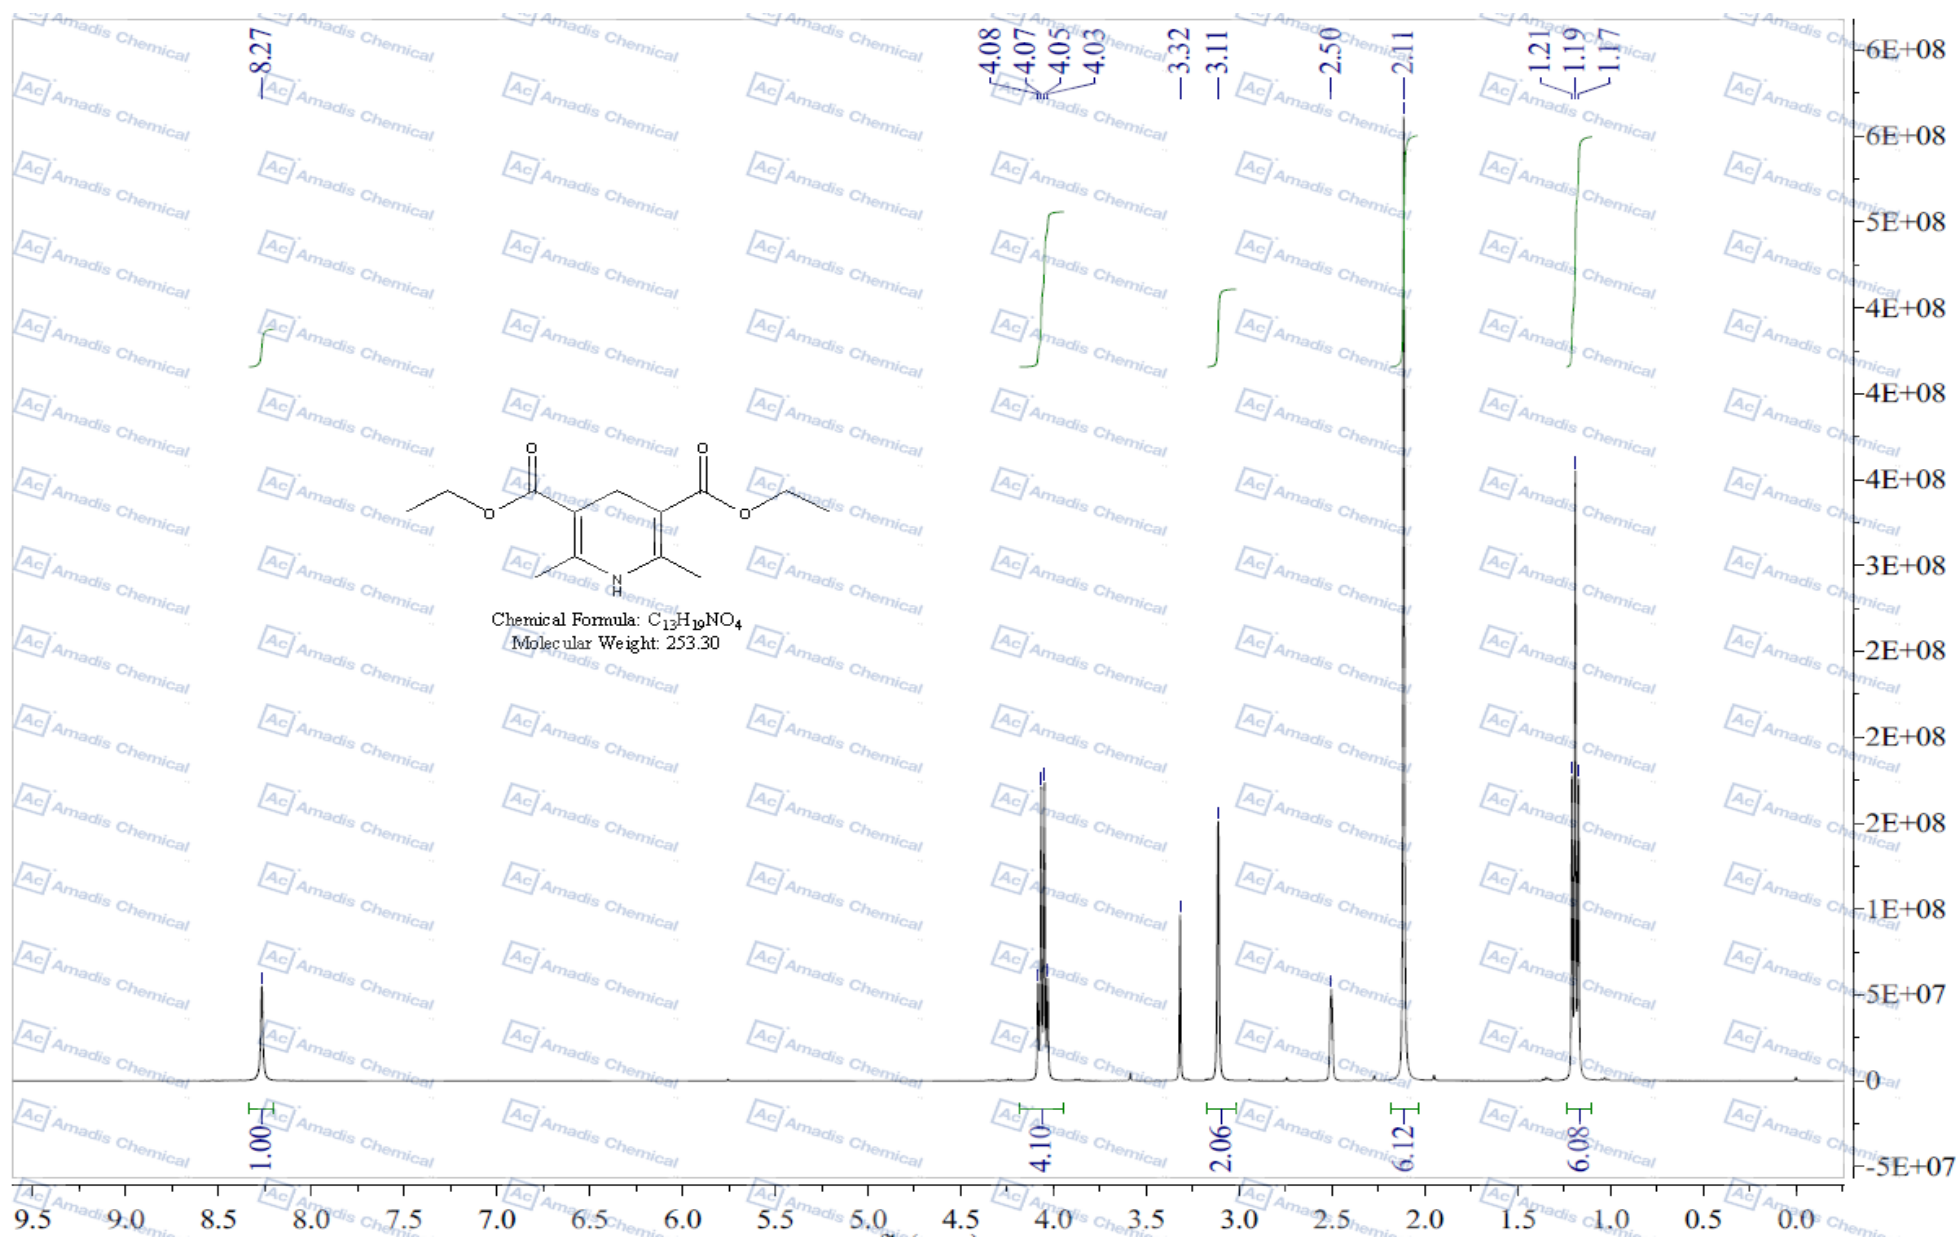 8.27
4.08
4.07
4.05
4.03
3.32
3.11
2.50
2.11
1.21
1.19
1.17
6E+08
6E+08
5E+08
4E+08
4E+08
4E+08
3E+08
2E+08
2E+08
2E+08
1E+08
5E+07
0
-5E+07
O
O
O
O
N
H
Chemical Formula: C₁₃H₁₉NO₄
Molecular Weight: 253.30
1.00
4.10
2.06
6.12
6.08
9.5 9.0 8.5 8.0 7.5 7.0 6.5 6.0 5.5 5.0 4.5 4.0 3.5 3.0 2.5 2.0 1.5 1.0 0.5 0.0
Ac Amadis Chemical